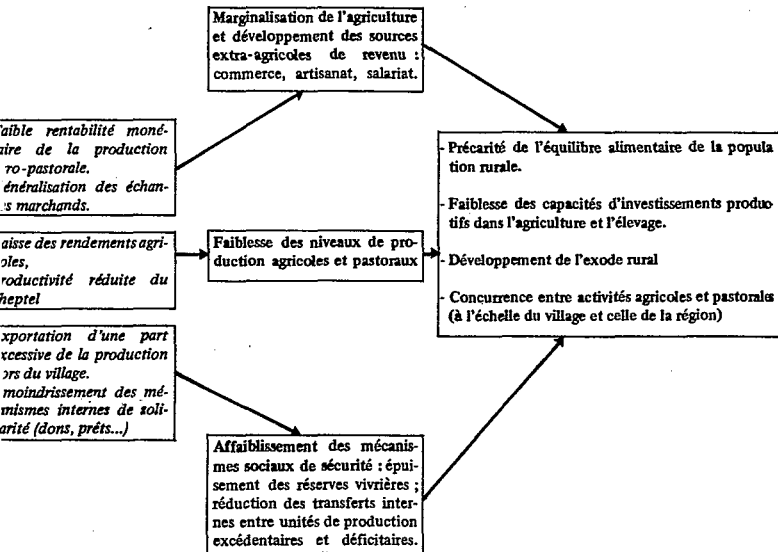 Marginalisation de l'agriculture
et développement des sources
extra-agricoles de revenu :
commerce, artisanat, salariat.
aible rentabilité moné-
aire de la production
ro-pastorale.
énéralisation des échan-
s marchands.
aisse des rendements agri-
oles,
roductivité réduite du
heptel
xportation d'une part
xcessive de la production
ors du village.
moindrissement des mé-
nismes internes de soli-
arité (dons, prêts...)
Faiblesse des niveaux de pro-
duction agricoles et pastoraux
Affaiblissement des mécanis-
mes sociaux de sécurité : épui-
sement des réserves vivrières ;
réduction des transferts inter-
nes entre unités de production
excédentaires et déficitaires.
- Précarité de l'équilibre alimentaire de la popula
tion rurale.
- Faiblesse des capacités d'investissements produc-
tifs dans l'agriculture et l'élevage.
- Développement de l'exode rural
- Concurrence entre activités agricoles et pastorales
(à l'échelle du village et celle de la région)